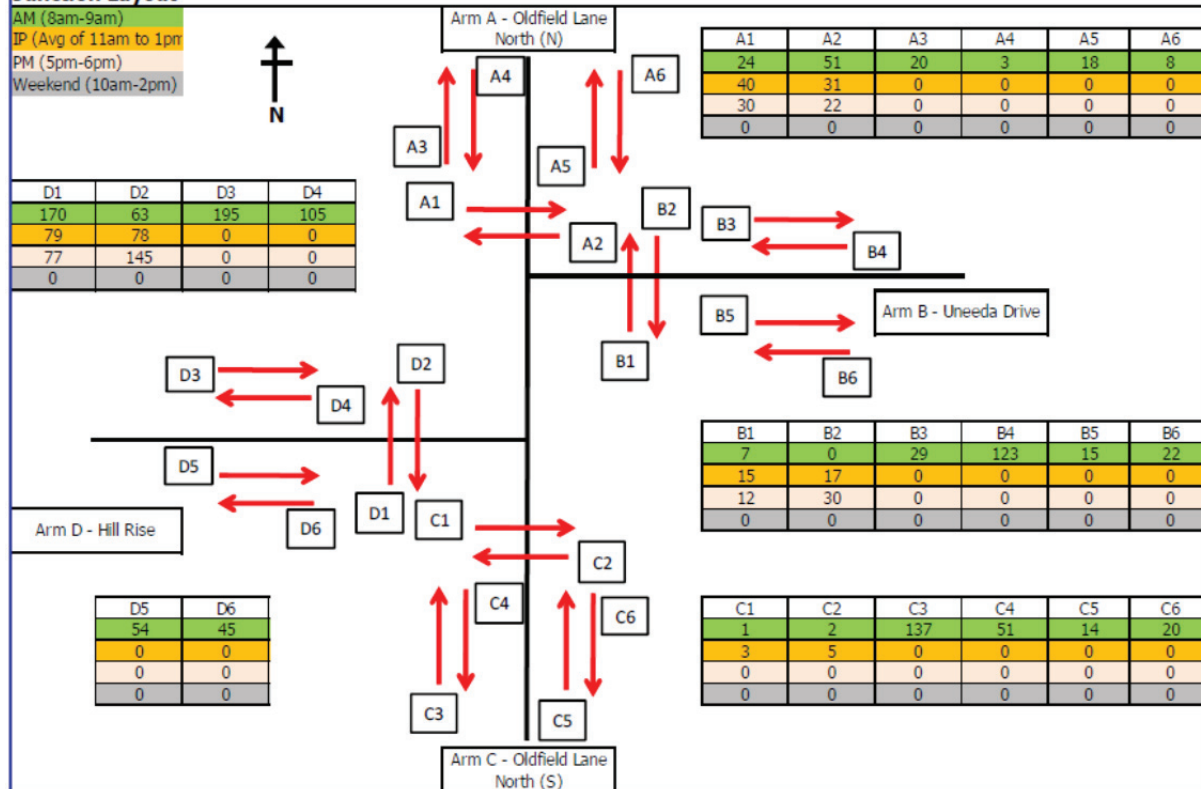 AM (8am-9am)
IP (Avg of 11am to 1pm
PM (5pm-6pm)
Weekend (10am-2pm)
N
Arm A - Oldfield Lane
North (N)
A1 A2 A3 A4 A5 A6
24 51 20 3 18 8
40 31 0 0 0 0
30 22 0 0 0 0
0 0 0 0 0 0
A4
A6
A3
A5
A1
A2
B2
B3
B4
D1 D2 D3 D4
170 63 195 105
79 78 0 0
77 145 0 0
0 0 0 0
Arm B - Uneeda Drive
B5
B1
B6
D3
D2
D4
D5
D6
D1
C1
C2
Arm D - Hill Rise
B1 B2 B3 B4 B5 B6
7 0 29 123 15 22
15 17 0 0 0 0
12 30 0 0 0 0
0 0 0 0 0 0
D5 D6
54 45
0 0
0 0
0 0
C4
C6
C3
C5
C1 C2 C3 C4 C5 C6
1 2 137 51 14 20
3 5 0 0 0 0
0 0 0 0 0 0
0 0 0 0 0 0
Arm C - Oldfield Lane
North (S)